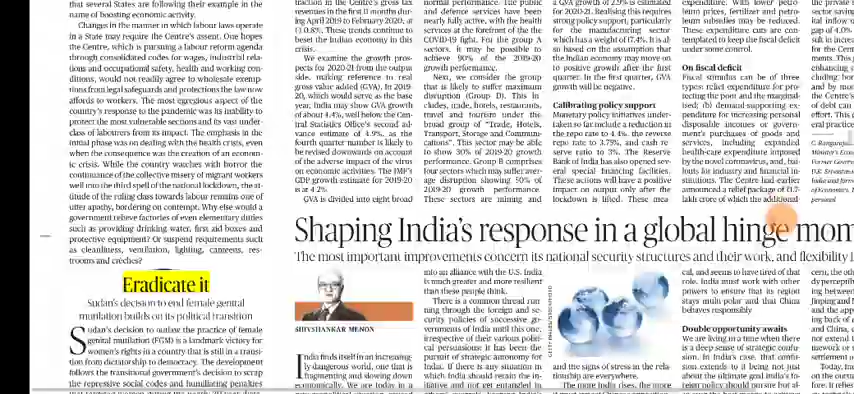 that several States are following their example in the
name of boosting economic activity.
Changes in the manner in which labour laws operate
in a State may require the Centre's assent. One hopes
the Centre, which is pursuing a labour reform agenda
through consolidated codes for wages, industrial rela-
tions and occupational safety, health and working con-
ditions, would not readily agree to wholesale exemp-
tions from legal safeguards and protections the law now
affords to workers. The most egregious aspect of the
country's response to the pandemic was its inability to
protect the most vulnerable sections and its vast under-
class of labourers from its impact. The emphasis in the
initial phase was on dealing with the health crisis, even
when the consequence was the creation of an econom-
ic crisis. While the country watches with horror the
continuance of the collective misery of migrant workers
well into the third spell of the national lockdown, the at-
titude of the ruling class towards labour remains one of
utter apathy, bordering on contempt. Why else would a
government relieve factories of even elementary duties
such as providing drinking water, first aid boxes and
protective equipment? Or suspend requirements such
as cleanliness, ventilation, lighting, canteens, res-
trooms and crèches?
Eradicate it
Sudan's decision to end female genital
mutilation builds on its political transition
Sudan's decision to outlaw the practice of female
genital mutilation (FGM) is a landmark victory for
women's rights in a country that is still in a transi-
tion from dictatorship to democracy. The development
follows the transitional government's decision to scrap
the repressive social codes and humiliating penalties
traction in the Centre's gross tax
revenues in the first 11 months dur-
ing April 2019 to February 2020, at
(-) 0.8%. These trends continue to
beset the Indian economy in this
crisis.
We examine the growth pros-
pects for 2020-21 from the output
side, making reference to real
gross value added (GVA). In 2019-
20, which would serve as the base
year, India may show GVA growth
of about 4.4%, well before the Cen-
tral Statistics Office's second ad-
vance estimate of 4.9%, as the
fourth quarter number is likely to
be revised downwards on account
of the adverse impact of the virus
on economic activities. The IMF's
GDP growth estimate for 2019-20
is at 4.2%.
GVA is divided into eight broad
normal performance. The public
and defence services have been
nearly fully active, with the health
services at the forefront of the the
COVID-19 fight. For the group A
sectors, it may be possible to
achieve 90% of the 2019-20
growth performance.
Next, we consider the group
that is likely to suffer maximum
disruption (Group D). This in-
cludes, trade, hotels, restaurants,
travel and tourism under the
broad group of "Trade, Hotels,
Transport, Storage and Communi-
cations". This sector may be able
to show 30% of 2019-20 growth
performance. Group B comprises
four sectors which may suffer aver-
age disruption showing 50% of
2019-20 growth performance.
These sectors are mining and
a GVA growth of 2.9% is estimated
for 2020-21. Realising this requires
strong policy support, particularly
for the manufacturing sector
which has a weight of 17.4%. It is al-
so based on the assumption that
the Indian economy may move on
to positive growth after the first
quarter. In the first quarter, GVA
growth will be negative.
Calibrating policy support
Monetary policy initiatives under-
taken so far include a reduction in
the repo rate to 4.4%, the reverse
repo rate to 3.75%, and cash re-
serve ratio to 3%. The Reserve
Bank of India has also opened sev-
eral special financing facilities.
These actions will have a positive
impact on output only after the
lockdown is lifted. These mea-
expenditure. With lower petro-
leum prices, fertilizer and petro-
leum subsidies may be reduced.
These expenditure cuts are con-
templated to keep the fiscal deficit
under some control.
On fiscal deficit
Fiscal stimulus can be of three
types: relief expenditure for pro-
tecting the poor and the marginal-
ised; (b) demand-supporting ex-
penditure for increasing personal
disposable incomes or govern-
ment's purchases of goods and
services, including expanded
health-care expenditure imposed
by the novel coronavirus, and, bai-
louts for industry and financial in-
stitutions. The Centre had earlier
announced a relief package of ₹1.7-
lakh crore of which the additional
Shaping India's response in a global hinge mom
The most important improvements concern its national security structures and their work, and flexibility i
SHIVSHANKAR MENON
India finds itself in an increasing-
ly dangerous world, one that is
fragmenting and slowing down
economically. We are today in a
into an alliance with the U.S. India
is much greater and more resilient
than these people think.
There is a common thread run-
ning through the foreign and se-
curity policies of successive go-
vernments of India until this one,
irrespective of their various politi-
cal persuasions: it has been the
pursuit of strategic autonomy for
India. If there is any situation in
which India should retain the in-
itiative and not get entangled in
GETTY IMAGES/ISTOCKPHOTO
and the signs of stress in the rela-
tionship are everywhere.
The more India rises, the more
cal, and seems to have tired of that
role. India must work with other
powers to ensure that its region
stays multi-polar and that China
behaves responsibly.
Double opportunity awaits
We are living in a time when there
is a deep sense of strategic confu-
sion. In India's case, that confu-
sion extends to it being not just
about the ultimate goal India's fo-
reign policy should pursue but al-